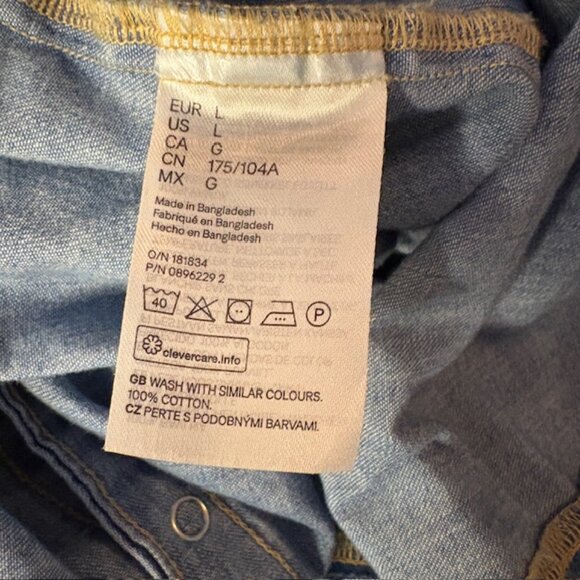 EUR L
US L
CA G
CN 175/104A
MX G
Made in Bangladesh
Fabriqué en Bangladesh
Hecho en Bangladesh
O/N 181834
P/N 0896229 2
40 P
clevercare.info
GB WASH WITH SIMILAR COLOURS.
100% COTTON.
CZ PERTE S PODOBNÝMI BARVAMI.